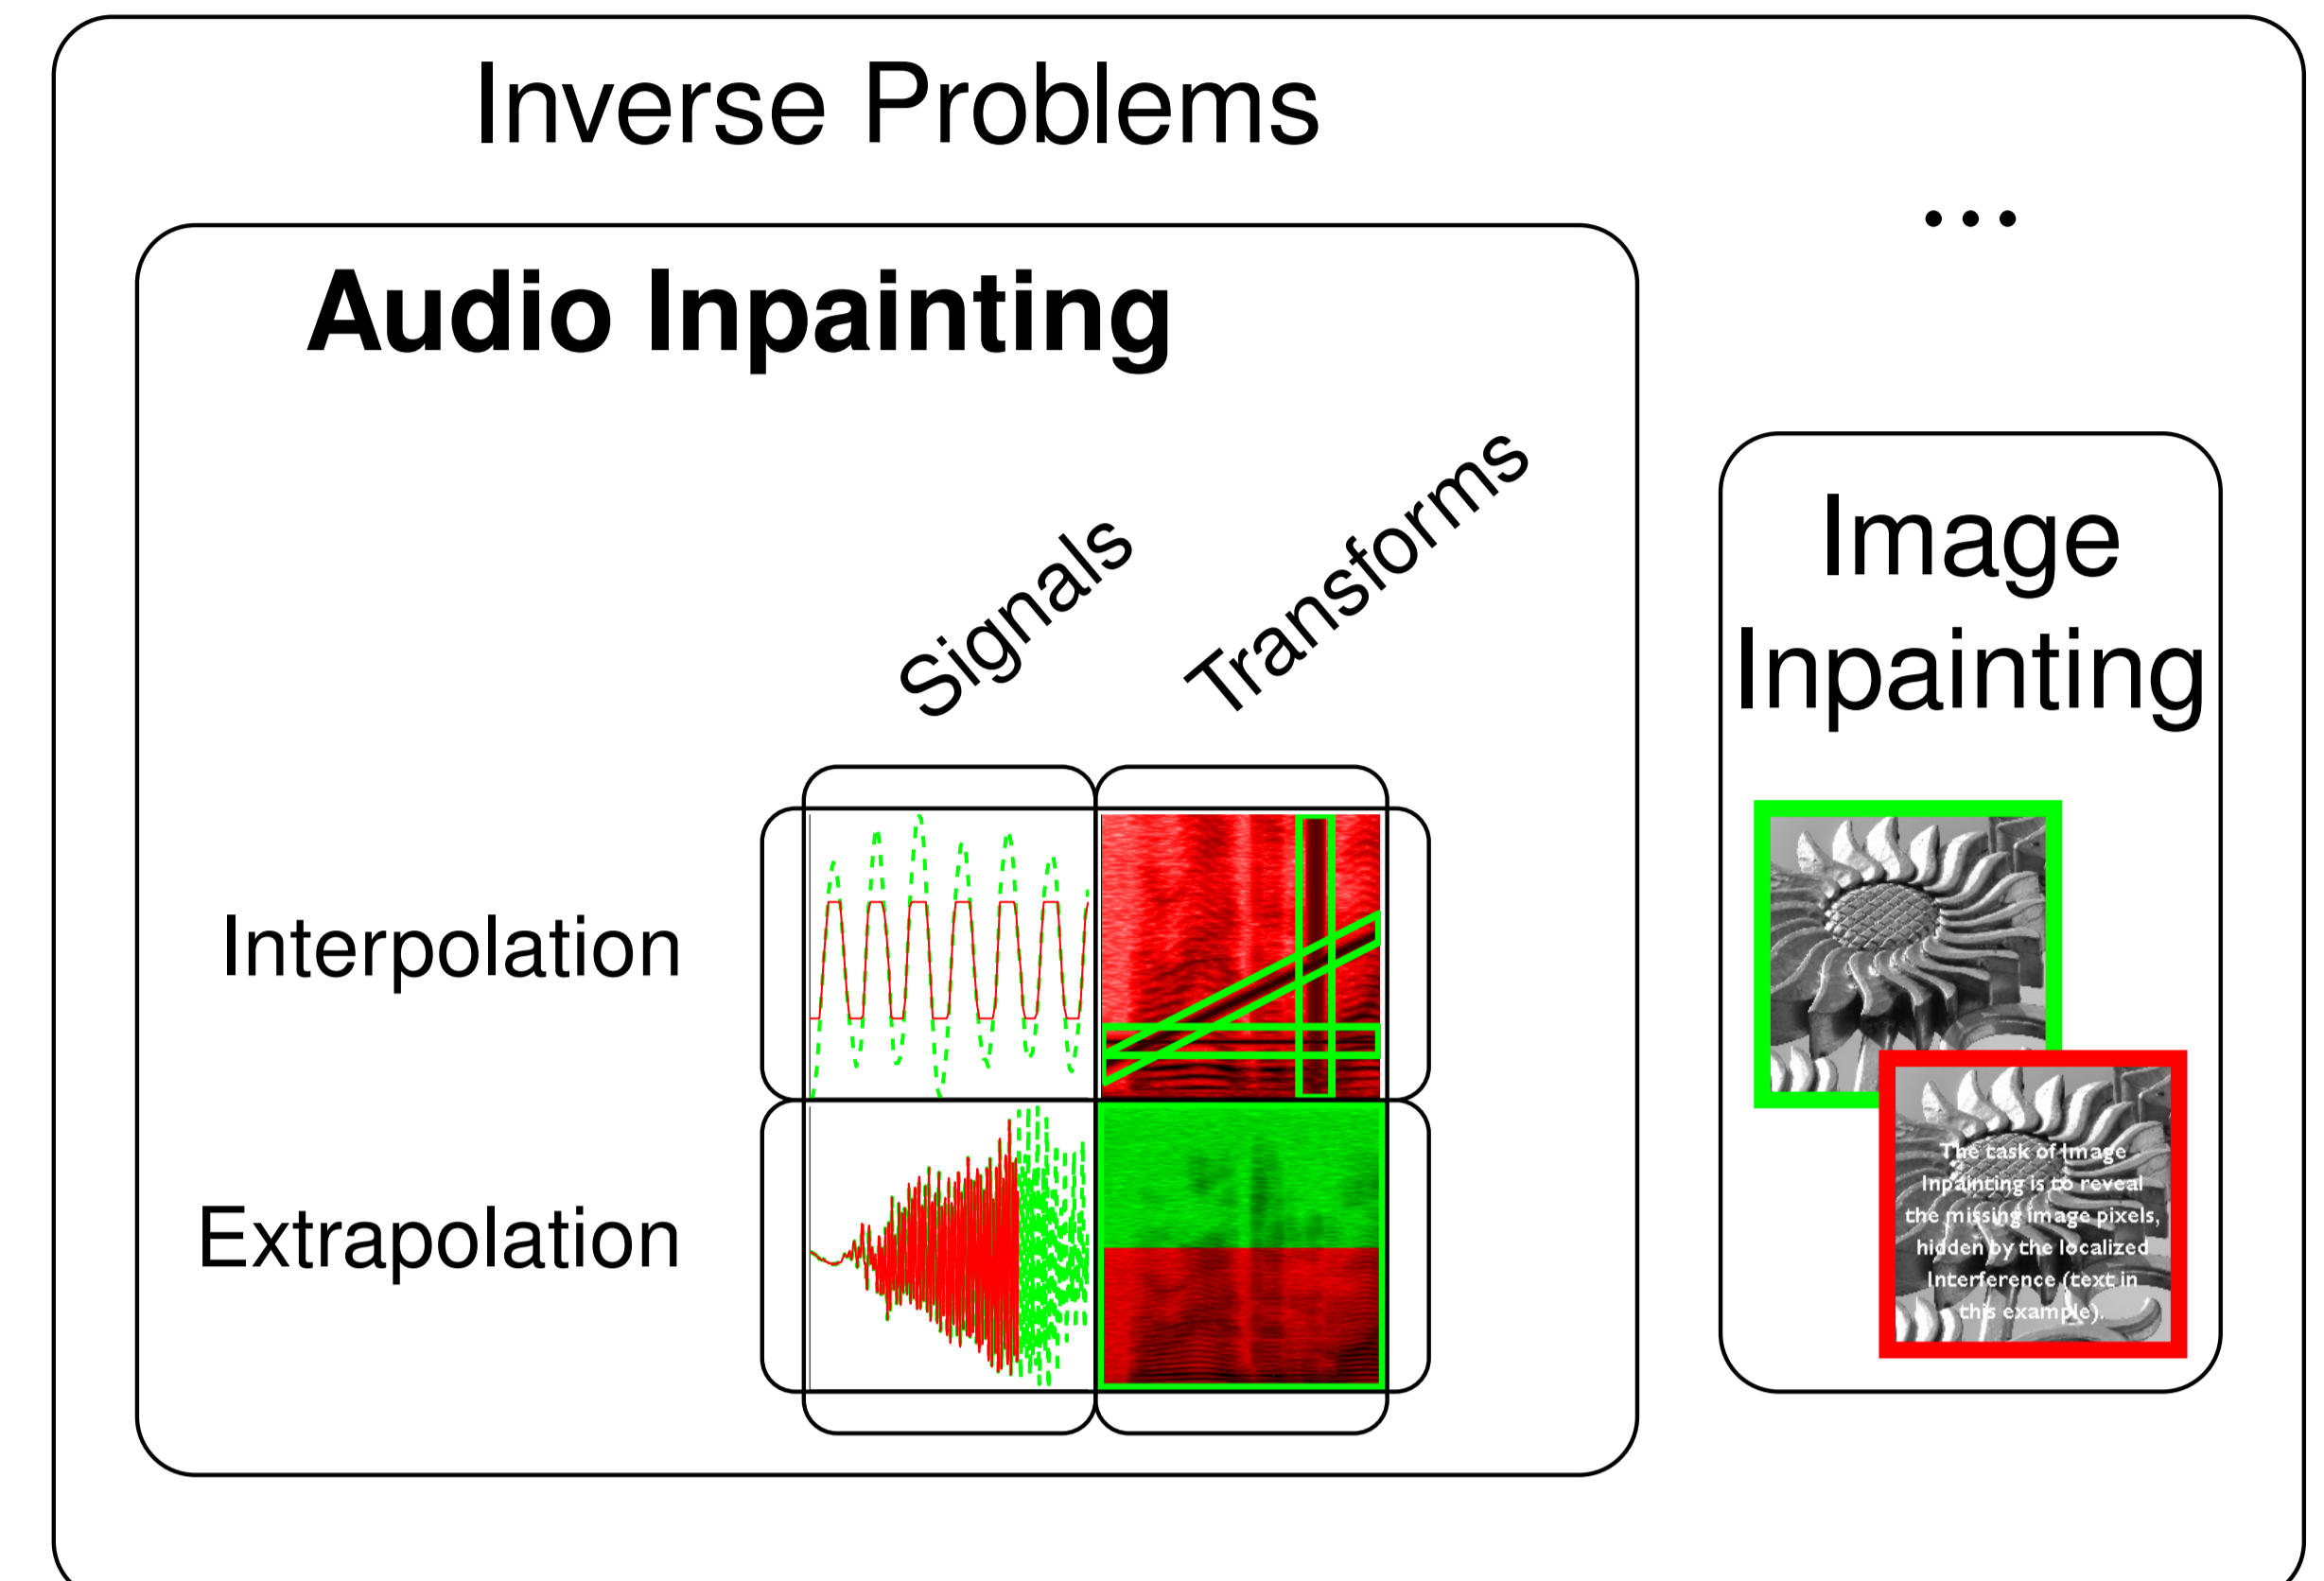 Inverse Problems
...
Audio Inpainting
Signals
Transforms
Interpolation
Extrapolation
Image
Inpainting
The task of Image
Inpainting is to reveal
the missing image pixels,
hidden by the localized
Interference (text in
this example).